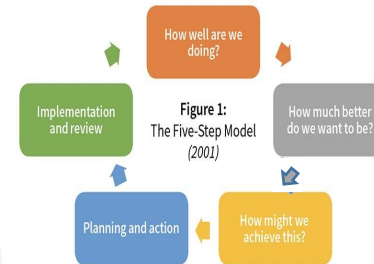 How well are we
doing?
Implementation
and review
Figure 1:
The Five-Step Model
(2001)
How much better
do we want to be?
Planning and action
How might we
achieve this?